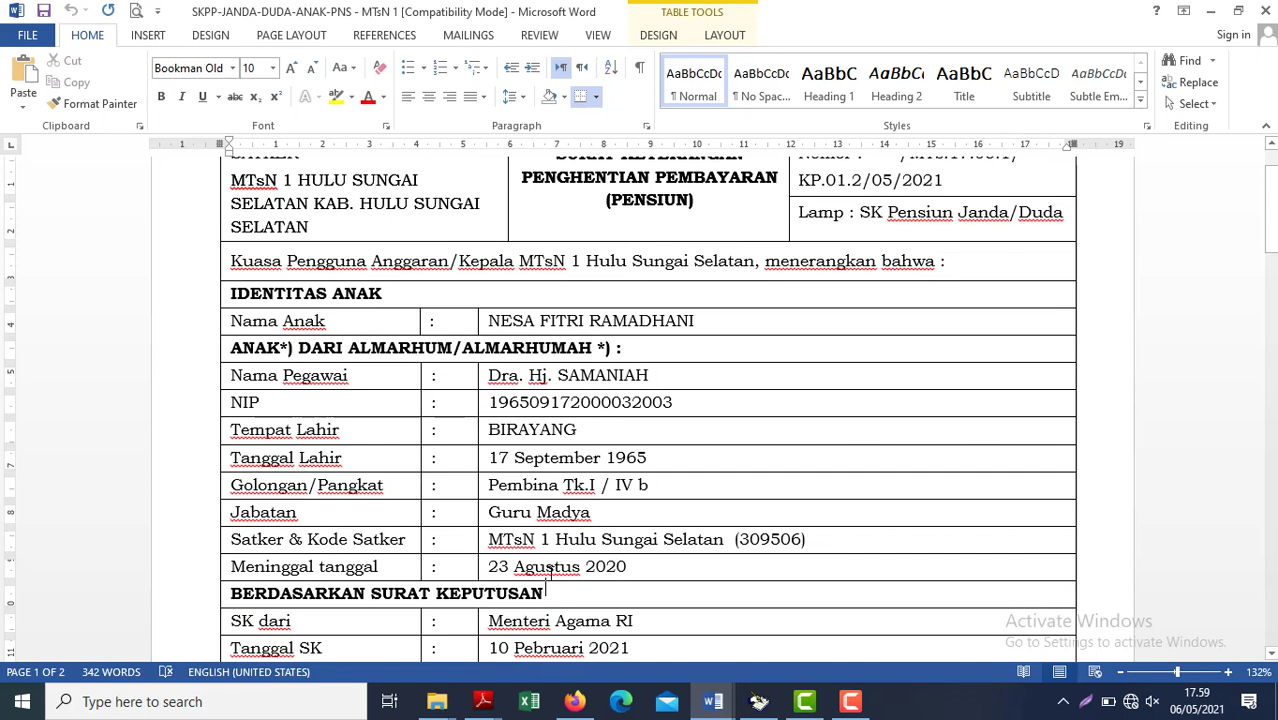 SKPP-JANDA-DUDA-ANAK-PNS - MTsN 1 [Compatibility Mode] - Microsoft Word
TABLE TOOLS
FILE HOME INSERT DESIGN PAGE LAYOUT REFERENCES MAILINGS REVIEW VIEW DESIGN LAYOUT Sign in
Paste
Cut
Copy
Format Painter
Clipboard
Bookman Old 10
Font
Paragraph
AaBbCcDc AaBbCcDc AaBbC AaBbCc AaBbC AaBbCcD AaBbCcDc
¶ Normal ¶ No Spac... Heading 1 Heading 2 Title Subtitle Subtle Em...
Styles
Find
Replace
Select
Editing
MTsN 1 HULU SUNGAI
SELATAN KAB. HULU SUNGAI
SELATAN
SURAT KETERANGAN
PENGHENTIAN PEMBAYARAN
(PENSIUN)
KP.01.2/05/2021
Lamp : SK Pensiun Janda/Duda
Kuasa Pengguna Anggaran/Kepala MTsN 1 Hulu Sungai Selatan, menerangkan bahwa :
IDENTITAS ANAK
Nama Anak : NESA FITRI RAMADHANI
ANAK*) DARI ALMARHUM/ALMARHUMAH *) :
Nama Pegawai : Dra. Hj. SAMANIAH
NIP : 196509172000032003
Tempat Lahir : BIRAYANG
Tanggal Lahir : 17 September 1965
Golongan/Pangkat : Pembina Tk.I / IV b
Jabatan : Guru Madya
Satker & Kode Satker : MTsN 1 Hulu Sungai Selatan (309506)
Meninggal tanggal : 23 Agustus 2020
BERDASARKAN SURAT KEPUTUSAN
SK dari : Menteri Agama RI
Tanggal SK : 10 Pebruari 2021
Activate Windows
Go to Settings to activate Windows.
PAGE 1 OF 2 342 WORDS ENGLISH (UNITED STATES) 132%
Type here to search
17.59
06/05/2021